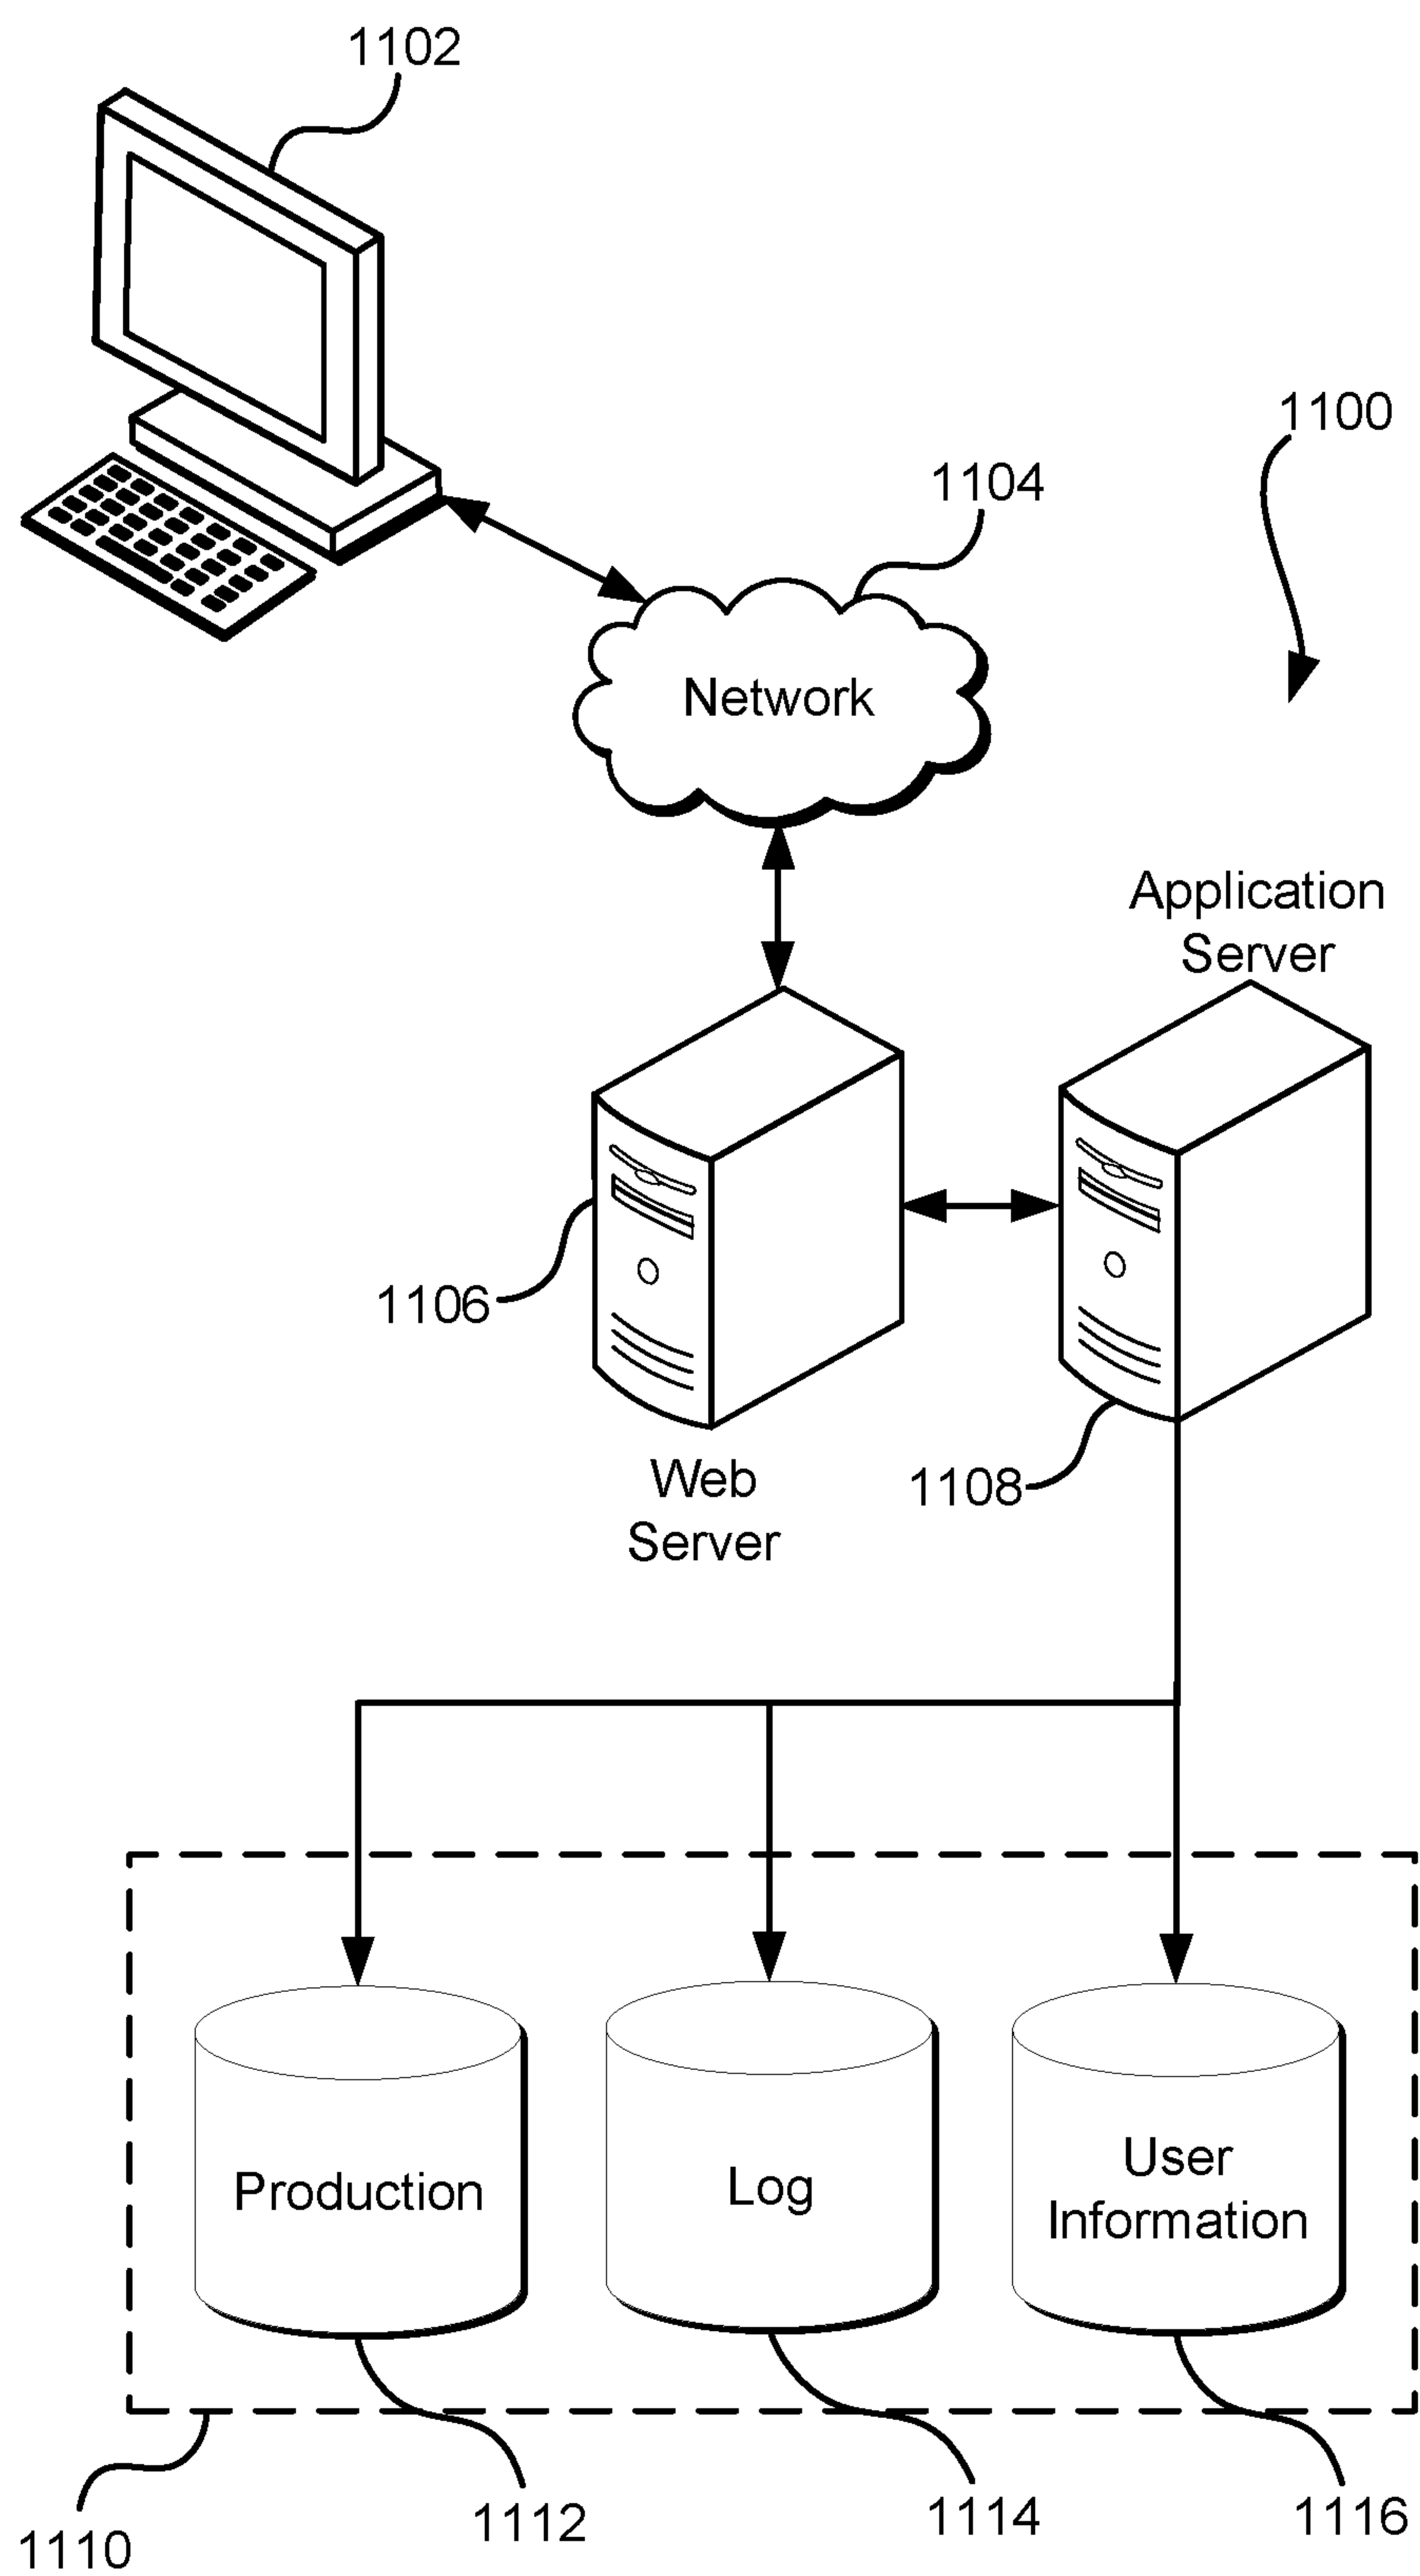 1102
1100
1104
Network
Application
Server
1106
1108
Web
Server
Production
Log
User
Information
1110
1112
1114
1116